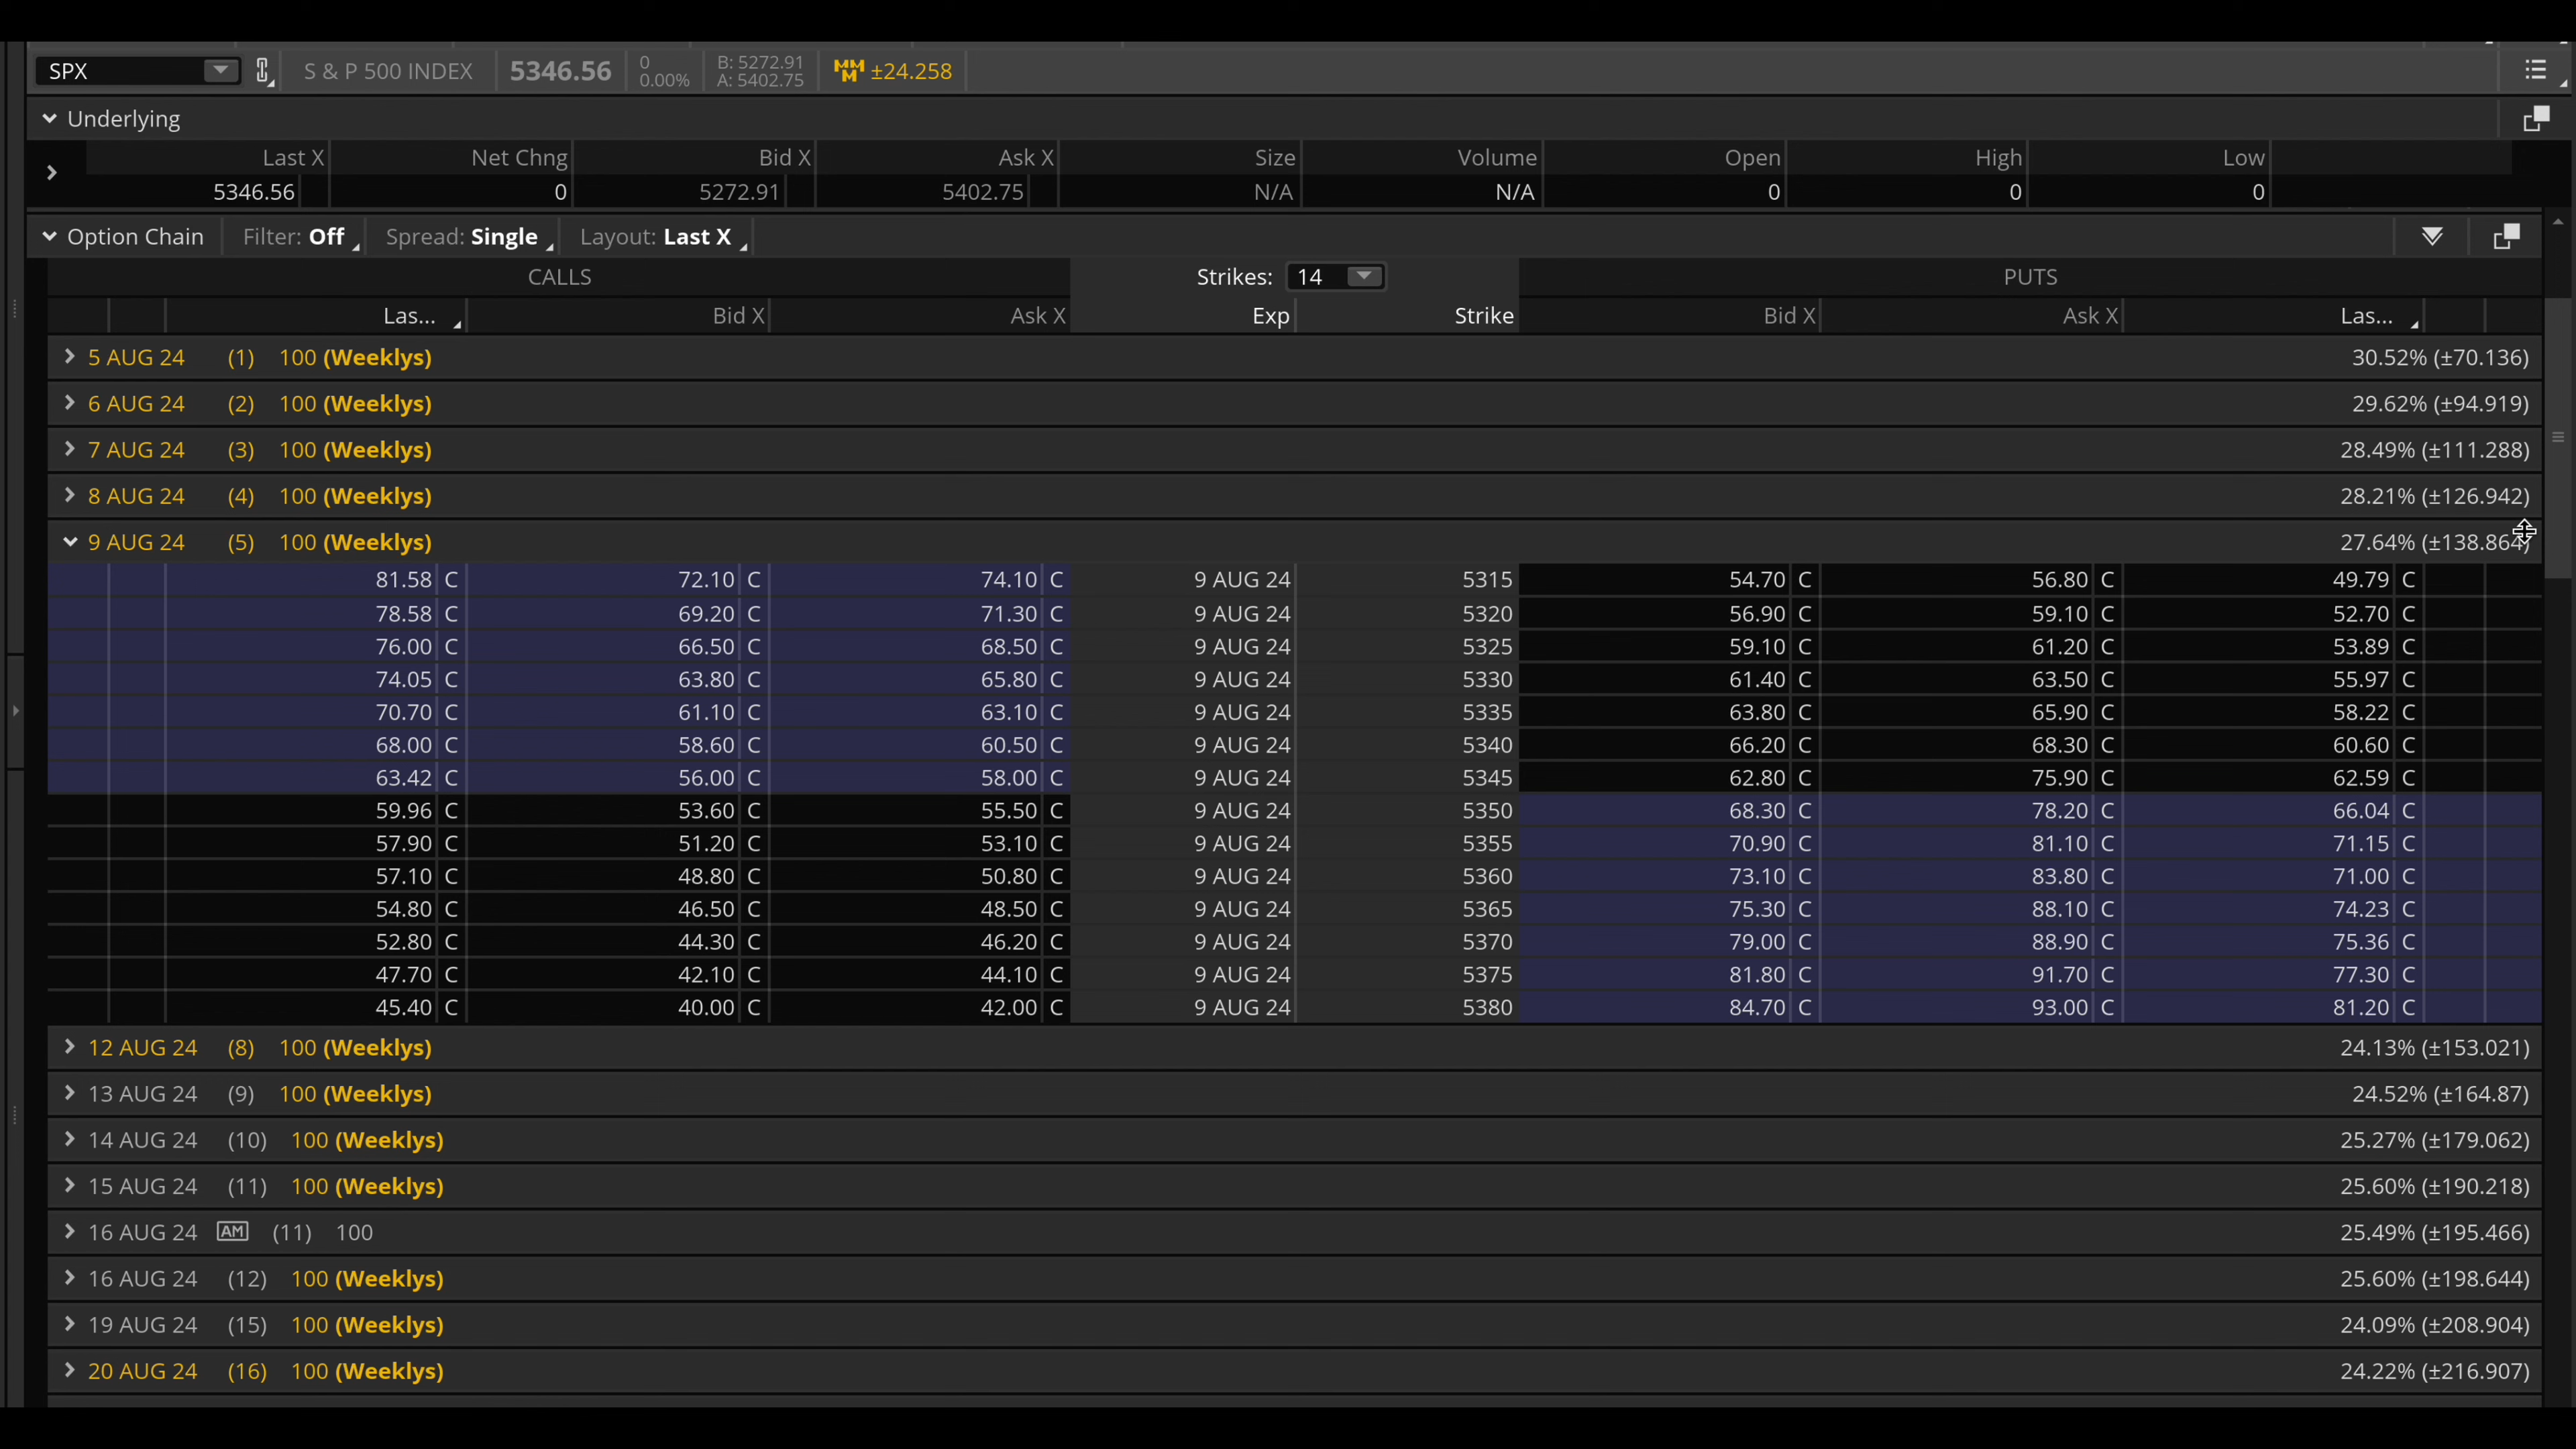 SPX S & P 500 INDEX 5346.56 0 0.00% B: 5272.91 A: 5402.75 MMM ±24.258
Underlying
Last X Net Chng Bid X Ask X Size Volume Open High Low
5346.56 0 5272.91 5402.75 N/A N/A 0 0 0
Option Chain Filter: Off Spread: Single Layout: Last X
CALLS Strikes: 14 PUTS
Las... Bid X Ask X Exp Strike Bid X Ask X Las...
5 AUG 24 (1) 100 (Weeklys) 30.52% (±70.136)
6 AUG 24 (2) 100 (Weeklys) 29.62% (±94.919)
7 AUG 24 (3) 100 (Weeklys) 28.49% (±111.288)
8 AUG 24 (4) 100 (Weeklys) 28.21% (±126.942)
9 AUG 24 (5) 100 (Weeklys) 27.64% (±138.864)
81.58 C 72.10 C 74.10 C 9 AUG 24 5315 54.70 C 56.80 C 49.79 C
78.58 C 69.20 C 71.30 C 9 AUG 24 5320 56.90 C 59.10 C 52.70 C
76.00 C 66.50 C 68.50 C 9 AUG 24 5325 59.10 C 61.20 C 53.89 C
74.05 C 63.80 C 65.80 C 9 AUG 24 5330 61.40 C 63.50 C 55.97 C
70.70 C 61.10 C 63.10 C 9 AUG 24 5335 63.80 C 65.90 C 58.22 C
68.00 C 58.60 C 60.50 C 9 AUG 24 5340 66.20 C 68.30 C 60.60 C
63.42 C 56.00 C 58.00 C 9 AUG 24 5345 62.80 C 75.90 C 62.59 C
59.96 C 53.60 C 55.50 C 9 AUG 24 5350 68.30 C 78.20 C 66.04 C
57.90 C 51.20 C 53.10 C 9 AUG 24 5355 70.90 C 81.10 C 71.15 C
57.10 C 48.80 C 50.80 C 9 AUG 24 5360 73.10 C 83.80 C 71.00 C
54.80 C 46.50 C 48.50 C 9 AUG 24 5365 75.30 C 88.10 C 74.23 C
52.80 C 44.30 C 46.20 C 9 AUG 24 5370 79.00 C 88.90 C 75.36 C
47.70 C 42.10 C 44.10 C 9 AUG 24 5375 81.80 C 91.70 C 77.30 C
45.40 C 40.00 C 42.00 C 9 AUG 24 5380 84.70 C 93.00 C 81.20 C
12 AUG 24 (8) 100 (Weeklys) 24.13% (±153.021)
13 AUG 24 (9) 100 (Weeklys) 24.52% (±164.87)
14 AUG 24 (10) 100 (Weeklys) 25.27% (±179.062)
15 AUG 24 (11) 100 (Weeklys) 25.60% (±190.218)
16 AUG 24 AM (11) 100 25.49% (±195.466)
16 AUG 24 (12) 100 (Weeklys) 25.60% (±198.644)
19 AUG 24 (15) 100 (Weeklys) 24.09% (±208.904)
20 AUG 24 (16) 100 (Weeklys) 24.22% (±216.907)